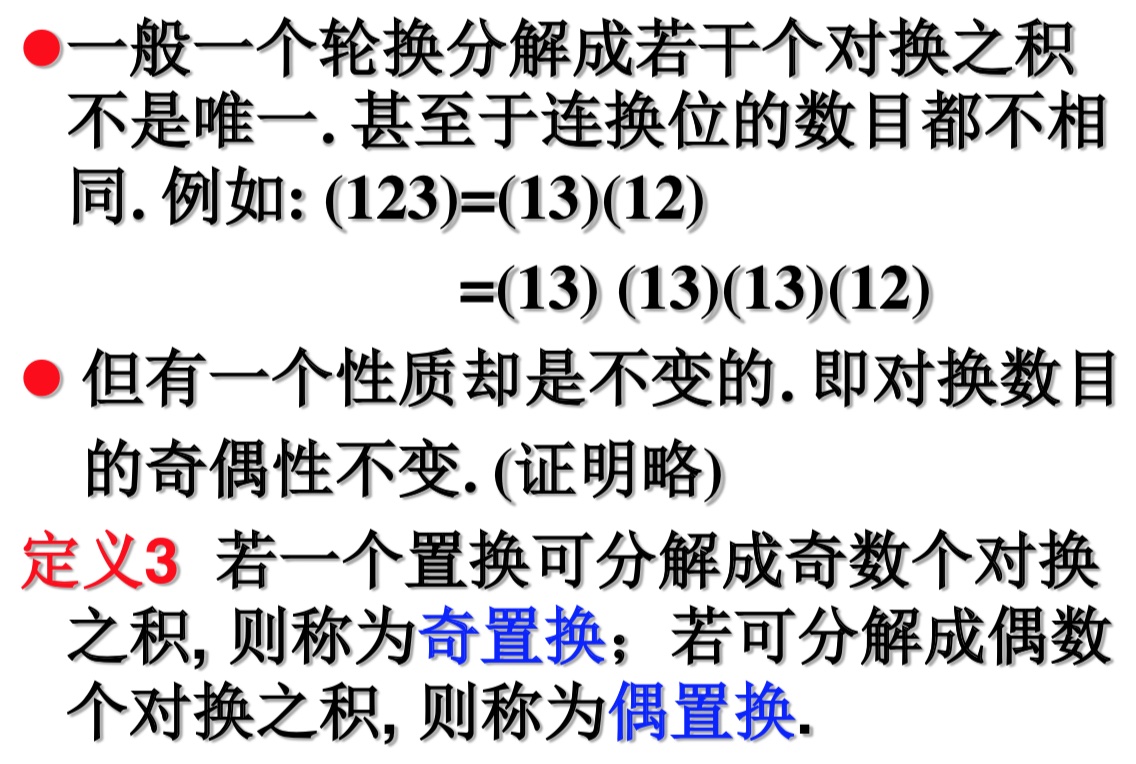 ●一般一个轮换分解成若干个对换之积
不是唯一.甚至于连换位的数目都不相
同.例如: (123)=(13)(12)
=(13) (13)(13)(12)
● 但有一个性质却是不变的.即对换数目
的奇偶性不变.(证明略)
定义3 若一个置换可分解成奇数个对换
之积,则称为奇置换；若可分解成偶数
个对换之积,则称为偶置换.